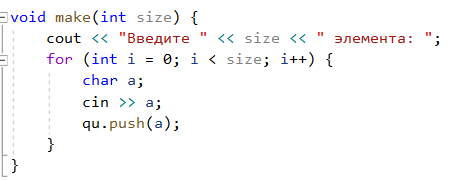 void make(int size) {
    cout << "Введите " << size << " элемента: ";
    for (int i = 0; i < size; i++) {
        char a;
        cin >> a;
        qu.push(a);
    }
}